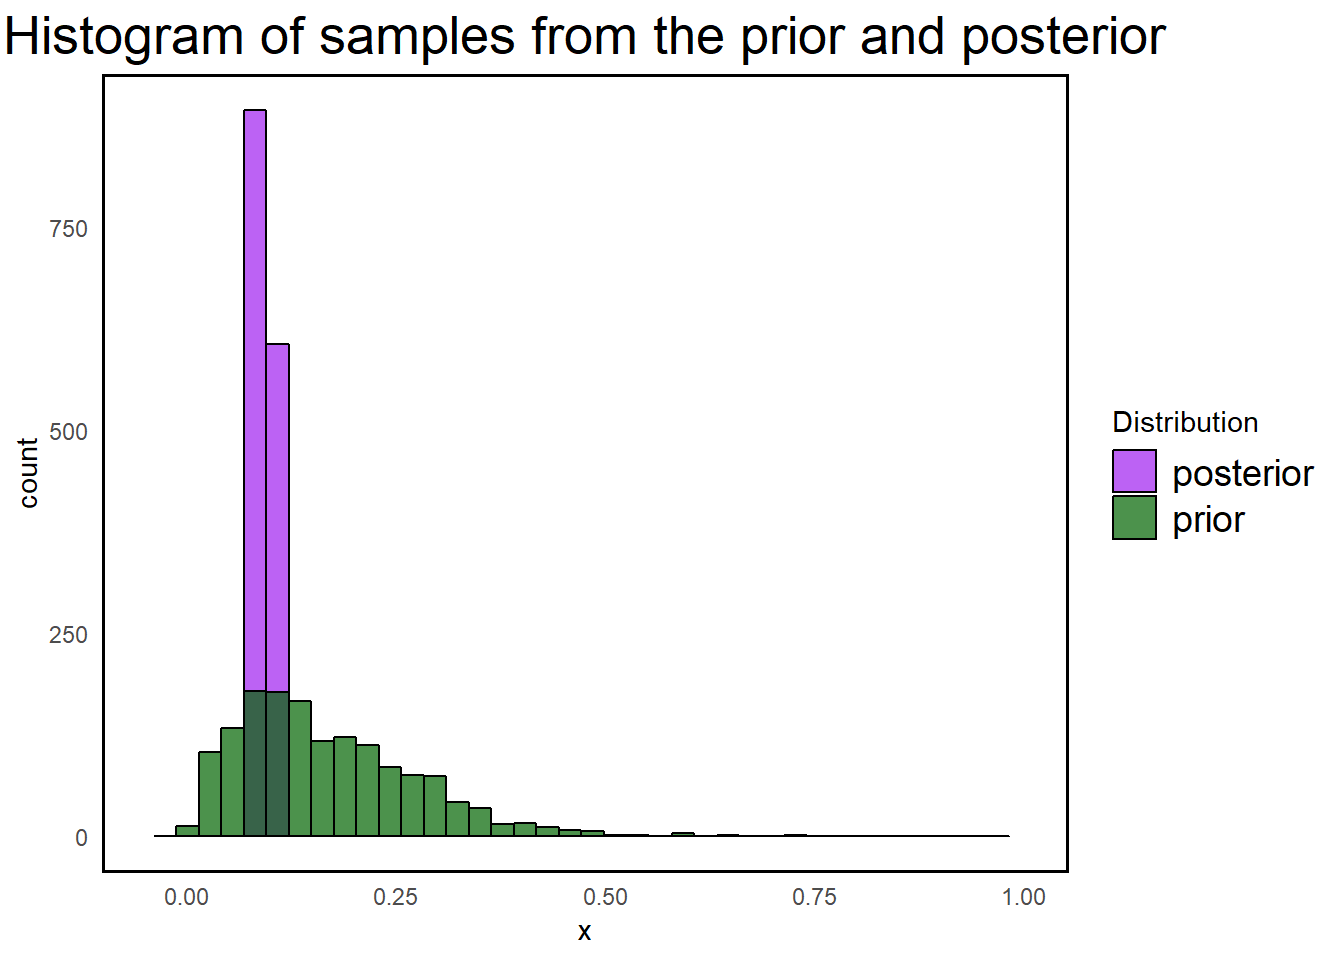 Histogram of samples from the prior and posterior
750
500
250
0
count
0.00 0.25 0.50 0.75 1.00
x
Distribution
posterior
prior